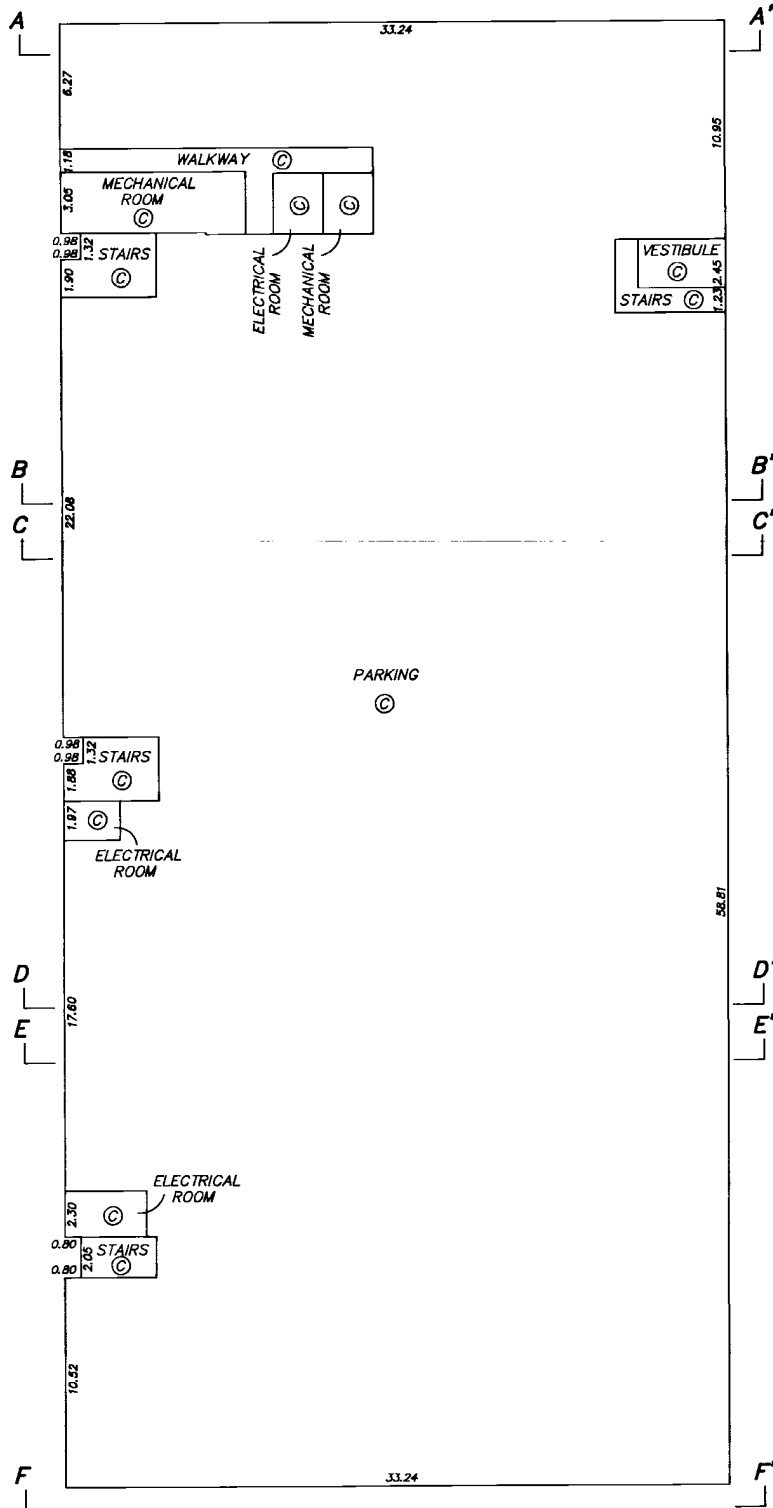 A
A'
33.24
6.27
10.95
1.18
WALKWAY Ⓒ
3.05
MECHANICAL
ROOM
Ⓒ
Ⓒ
Ⓒ
0.98
0.98
1.32
STAIRS
Ⓒ
1.90
ELECTRICAL
ROOM
MECHANICAL
ROOM
VESTIBULE
Ⓒ
2.45
STAIRS Ⓒ
1.23
B
B'
22.08
C
C'
PARKING
Ⓒ
0.98
0.98
1.32
STAIRS
Ⓒ
1.88
1.97
Ⓒ
ELECTRICAL
ROOM
58.81
D
D'
17.60
E
E'
ELECTRICAL
ROOM
2.30
Ⓒ
0.80
0.80
2.05
STAIRS
Ⓒ
10.52
33.24
F
F'